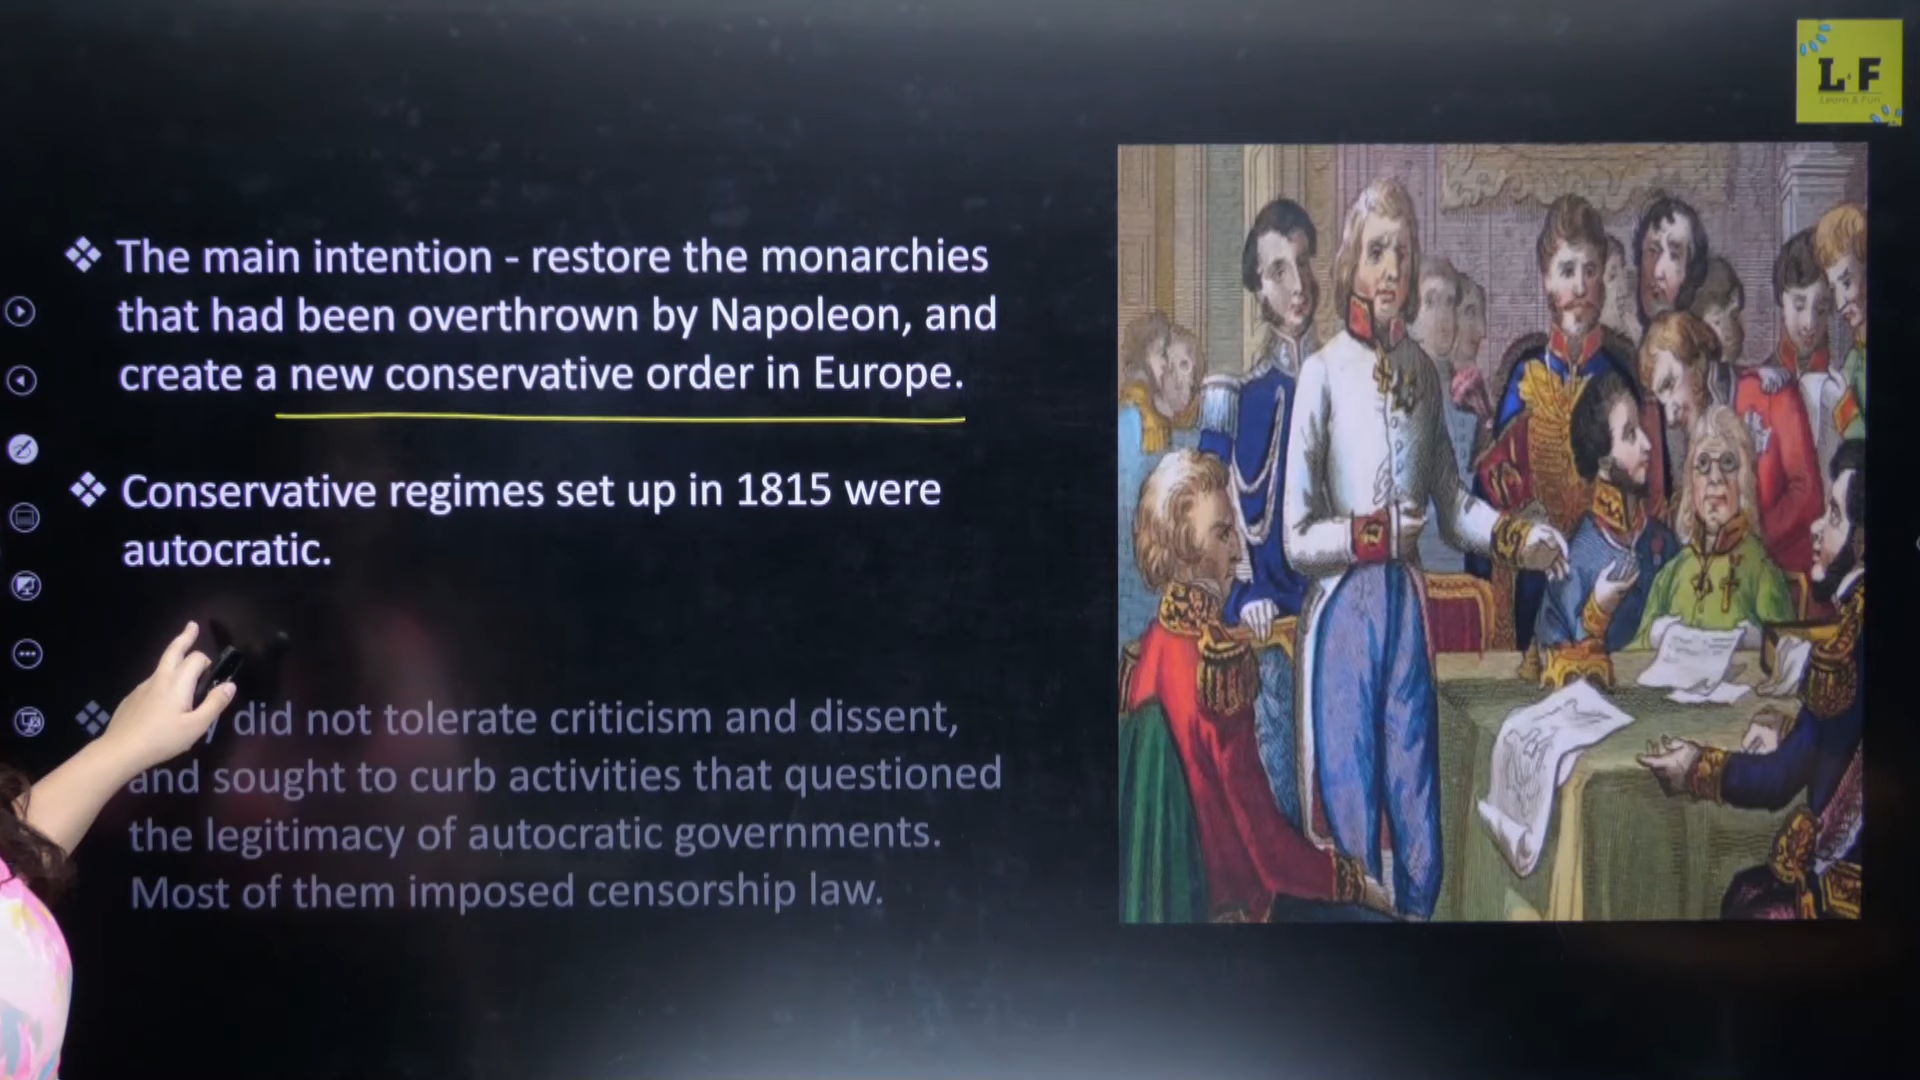 L&F
Learn & Fun
❖ The main intention - restore the monarchies
that had been overthrown by Napoleon, and
create a new conservative order in Europe.
❖ Conservative regimes set up in 1815 were
autocratic.
❖ did not tolerate criticism and dissent,
and sought to curb activities that questioned
the legitimacy of autocratic governments.
Most of them imposed censorship law.